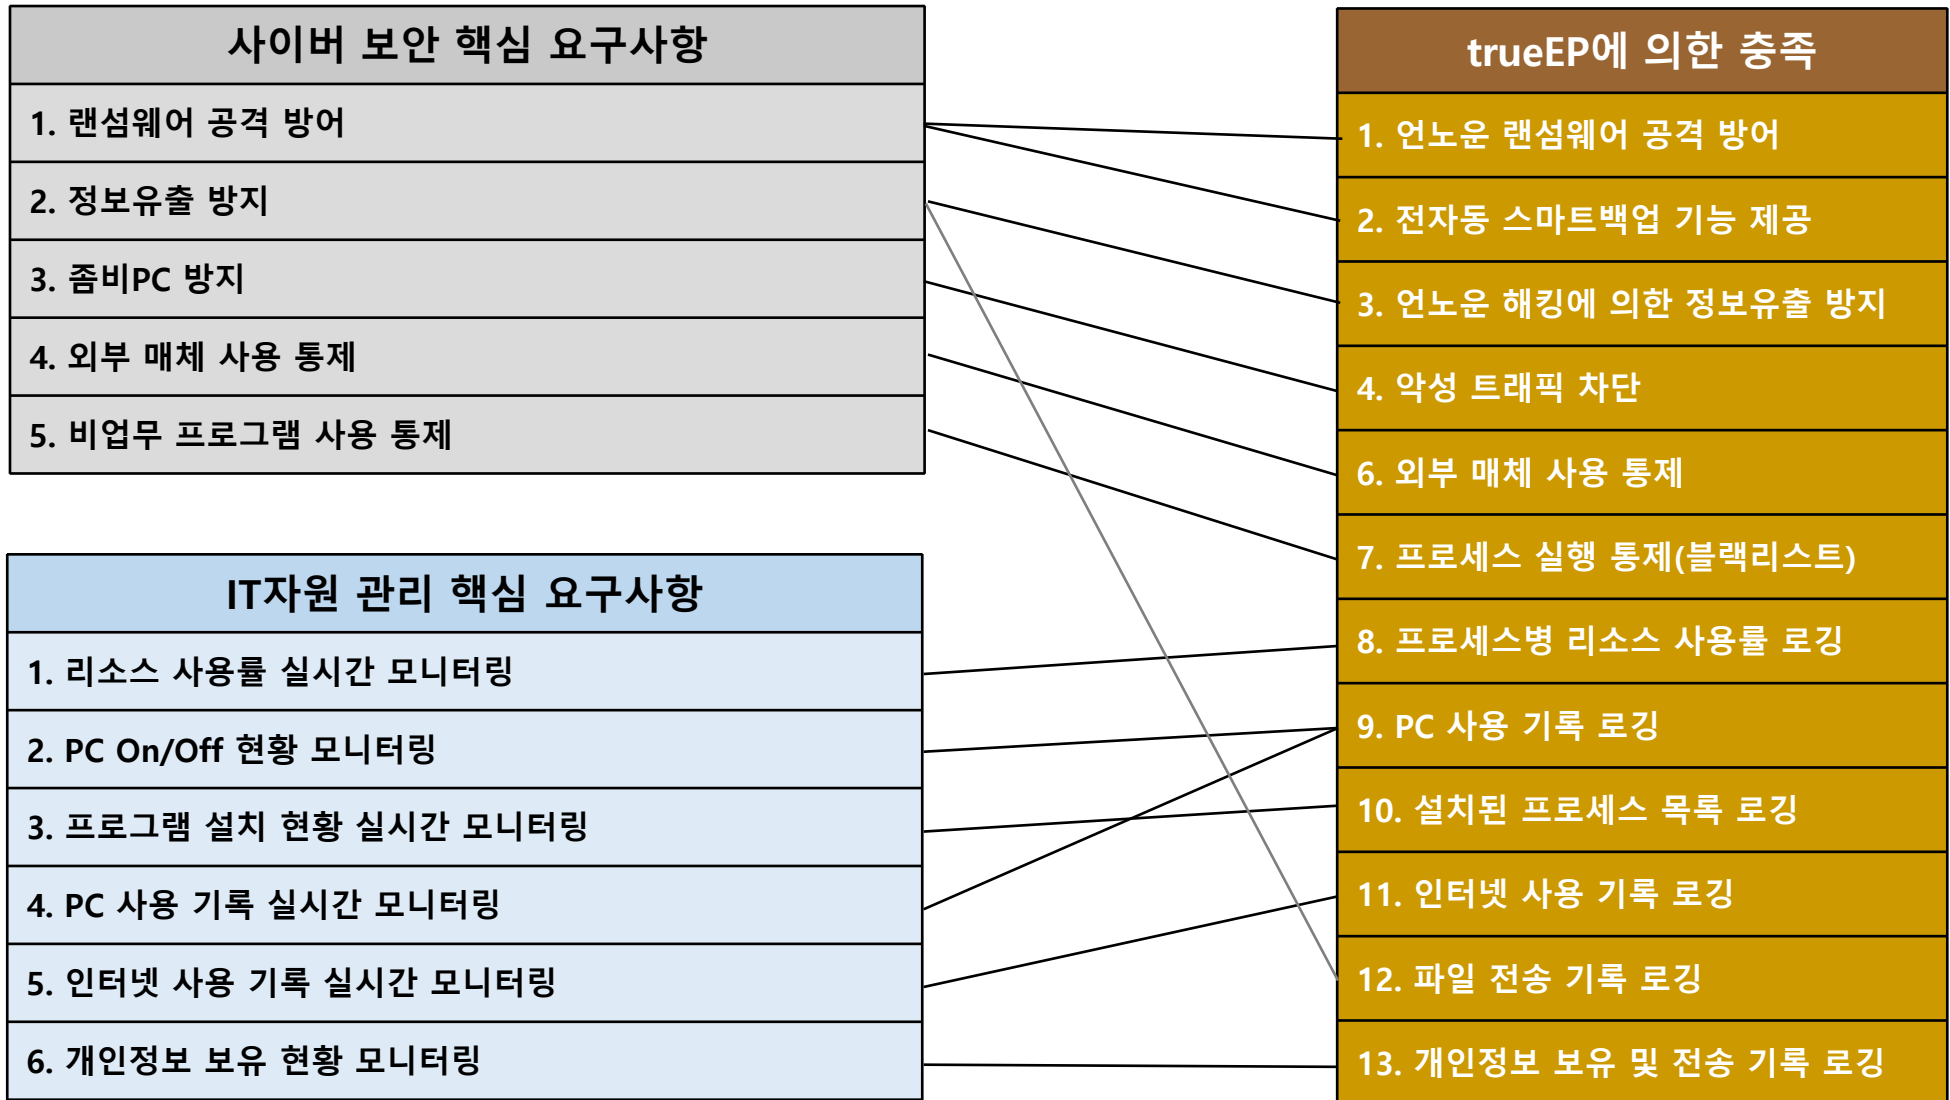 사이버 보안 핵심 요구사항
1. 랜섬웨어 공격 방어
2. 정보유출 방지
3. 좀비PC 방지
4. 외부 매체 사용 통제
5. 비업무 프로그램 사용 통제
IT자원 관리 핵심 요구사항
1. 리소스 사용률 실시간 모니터링
2. PC On/Off 현황 모니터링
3. 프로그램 설치 현황 실시간 모니터링
4. PC 사용 기록 실시간 모니터링
5. 인터넷 사용 기록 실시간 모니터링
6. 개인정보 보유 현황 모니터링
trueEP에 의한 충족
1. 언노운 랜섬웨어 공격 방어
2. 전자동 스마트백업 기능 제공
3. 언노운 해킹에 의한 정보유출 방지
4. 악성 트래픽 차단
6. 외부 매체 사용 통제
7. 프로세스 실행 통제(블랙리스트)
8. 프로세스병 리소스 사용률 로깅
9. PC 사용 기록 로깅
10. 설치된 프로세스 목록 로깅
11. 인터넷 사용 기록 로깅
12. 파일 전송 기록 로깅
13. 개인정보 보유 및 전송 기록 로깅